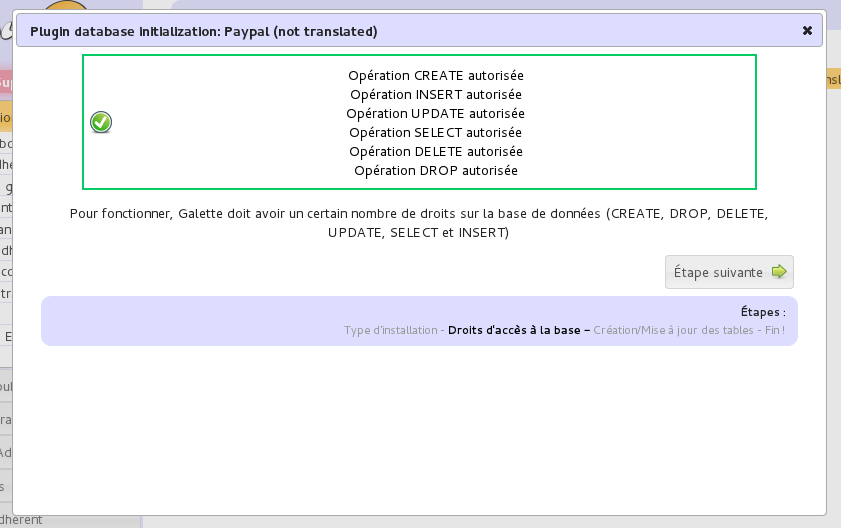 Plugin database initialization: Paypal (not translated)
Opération CREATE autorisée
Opération INSERT autorisée
Opération UPDATE autorisée
Opération SELECT autorisée
Opération DELETE autorisée
Opération DROP autorisée
Pour fonctionner, Galette doit avoir un certain nombre de droits sur la base de données (CREATE, DROP, DELETE,
UPDATE, SELECT et INSERT)
Étape suivante
Étapes :
Type d'installation - Droits d'accès à la base – Création/Mise à jour des tables - Fin !